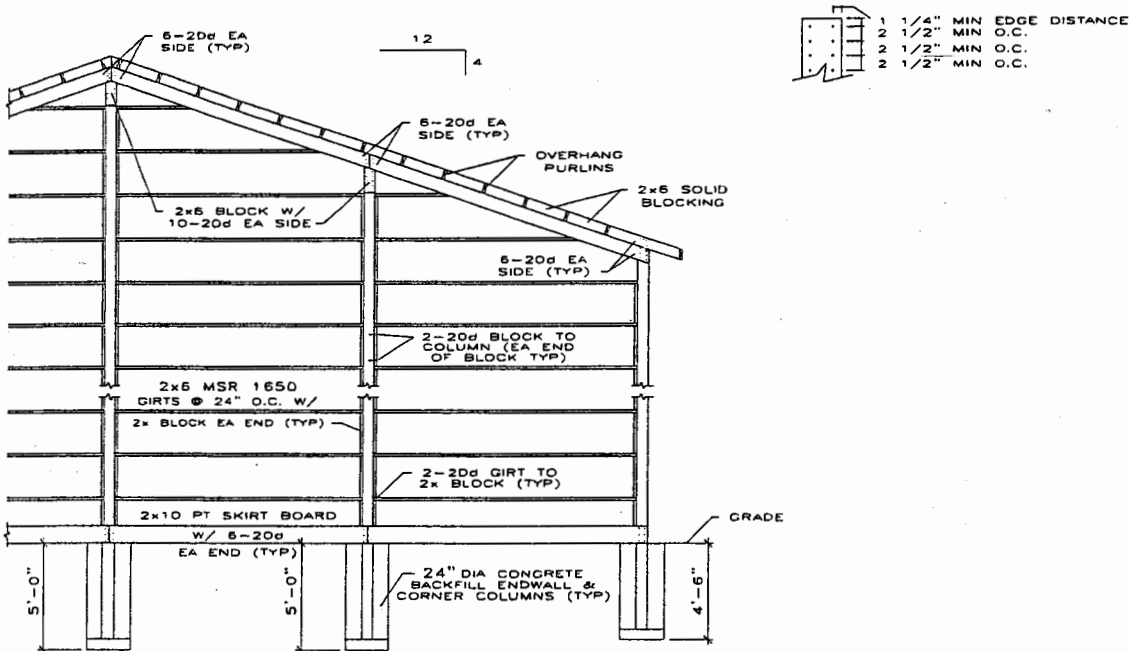 6-20d EA
SIDE (TYP)
12
4
1 1/4" MIN EDGE DISTANCE
2 1/2" MIN O.C.
2 1/2" MIN O.C.
2 1/2" MIN O.C.
6-20d EA
SIDE (TYP)
OVERHANG
PURLINS
2x6 SOLID
BLOCKING
2x6 BLOCK W/
10-20d EA SIDE
6-20d EA
SIDE (TYP)
2-20d BLOCK TO
COLUMN (EA END
OF BLOCK TYP)
2x6 MSR 1650
GIRTS @ 24" O.C. W/
2x BLOCK EA END (TYP)
2-20d GIRT TO
2x BLOCK (TYP)
2x10 PT SKIRT BOARD
W/ 6-20d
EA END (TYP)
GRADE
5'-0"
5'-0"
24" DIA CONCRETE
BACKFILL ENDWALL &
CORNER COLUMNS (TYP)
4'-6"